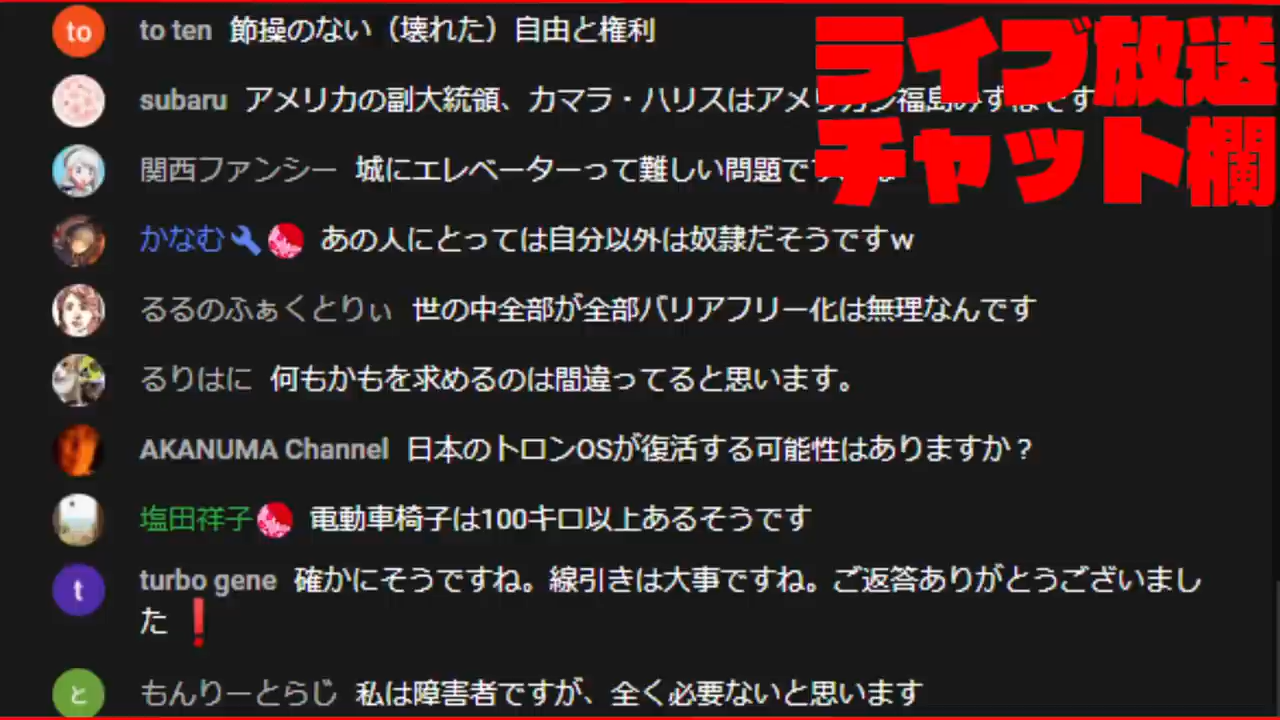 to to ten 節操のない（壊れた）自由と権利
ライブ放送
チャット欄
subaru アメリカの副大統領、カマラ・ハリスはアメリカン福島みずほです
関西ファンシー 城にエレベーターって難しい問題で
かなむ あの人にとっては自分以外は奴隷だそうですw
るるのふぁくとりぃ 世の中全部が全部バリアフリー化は無理なんです
るりはに 何もかもを求めるのは間違ってると思います。
AKANUMA Channel 日本のトロンOSが復活する可能性はありますか？
塩田祥子 電動車椅子は100キロ以上あるそうです
t turbo gene 確かにそうですね。線引きは大事ですね。ご返答ありがとうございまし
た❗
と もんりーとらじ 私は障害者ですが、全く必要ないと思います